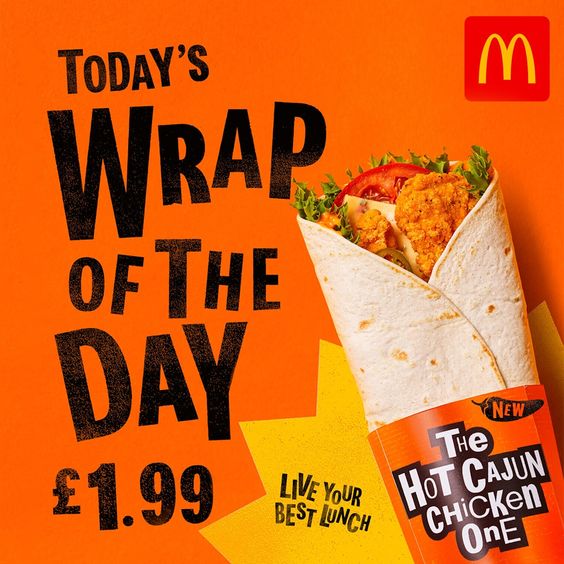 TODAY'S
WRAP
OF THE
DAY
£1.99
LIVE YOUR
BEST LUNCH
NEW
THE
HOT CAJUN
CHICKEN
ONE